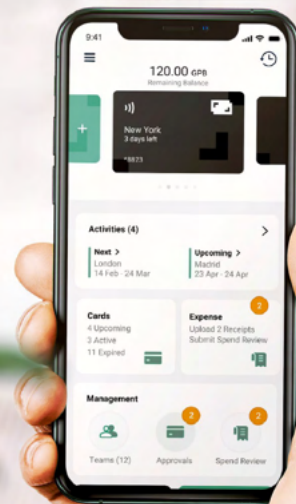 9:41
120.00 GPB
Remaining Balance
+
New York
3 days left
18823
Activities (4) >
Next >
London
14 Feb - 24 Mar
Upcoming >
Madrid
23 Apr - 24 Apr
Cards
4 Upcoming
3 Active
11 Expired
2
Expense
Upload 2 Receipts
Submit Spend Review
Management
2
2
Teams (12)
Approvals
Spend Review